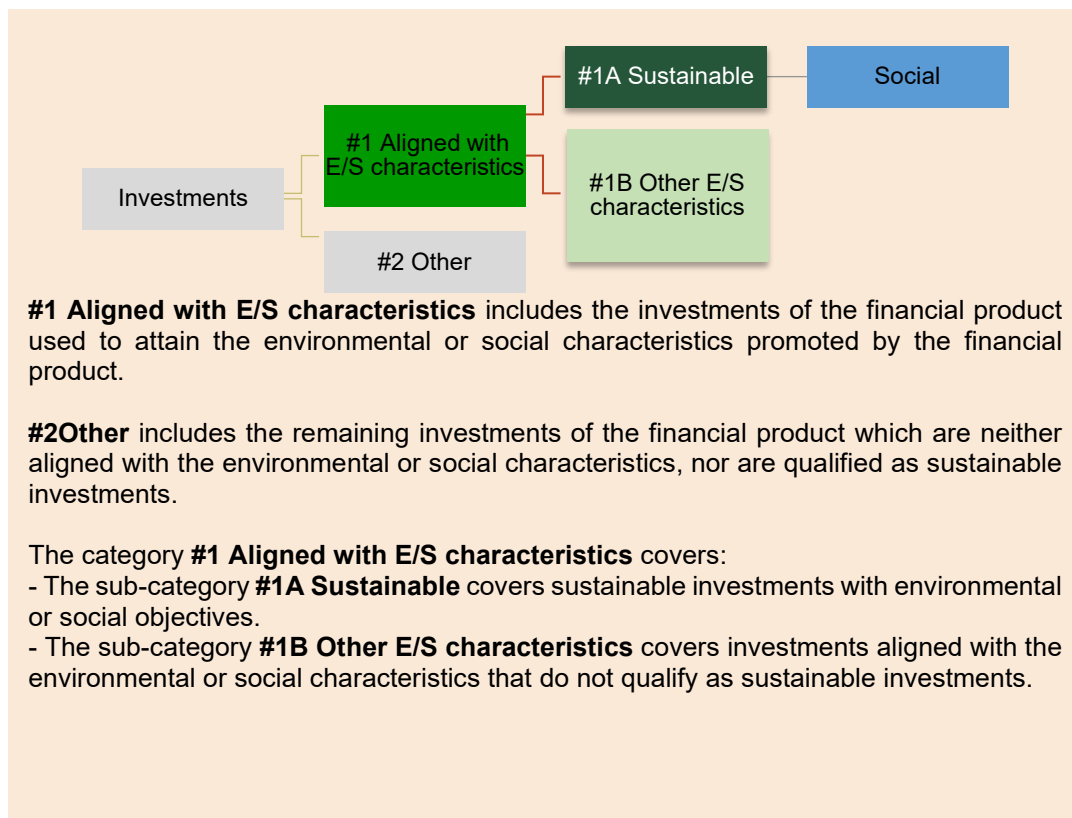 #1A Sustainable
Social
#1 Aligned with
E/S characteristics
#1B Other E/S
characteristics
Investments
#2 Other
#1 Aligned with E/S characteristics includes the investments of the financial product
used to attain the environmental or social characteristics promoted by the financial
product.
#2Other includes the remaining investments of the financial product which are neither
aligned with the environmental or social characteristics, nor are qualified as sustainable
investments.
The category #1 Aligned with E/S characteristics covers:
- The sub-category #1A Sustainable covers sustainable investments with environmental
or social objectives.
- The sub-category #1B Other E/S characteristics covers investments aligned with the
environmental or social characteristics that do not qualify as sustainable investments.